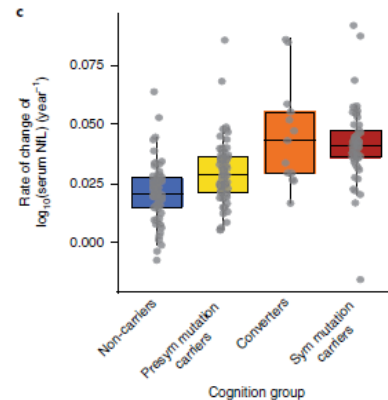 c
Rate of change of
log10(serum NfL) (year−1)
0.075
0.050
0.025
0.000
Non-carriers
Presym mutation
carriers
Converters
Sym mutation
carriers
Cognition group